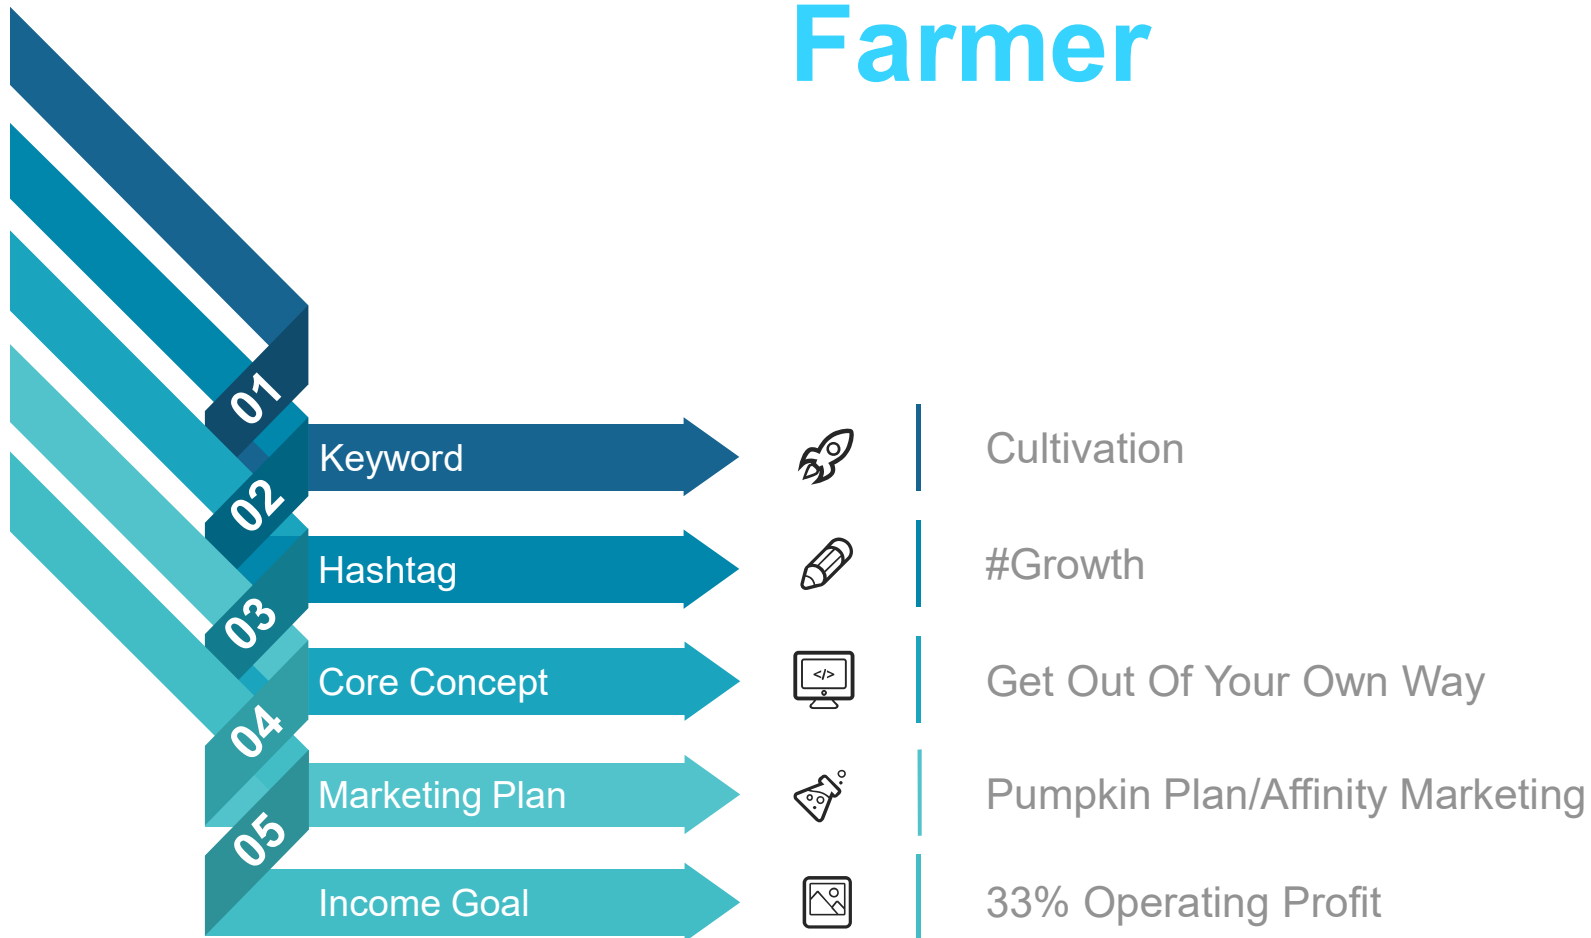 Farmer
01
Keyword
Cultivation
02
Hashtag
#Growth
03
Core Concept
</>
Get Out Of Your Own Way
04
Marketing Plan
Pumpkin Plan/Affinity Marketing
05
Income Goal
33% Operating Profit